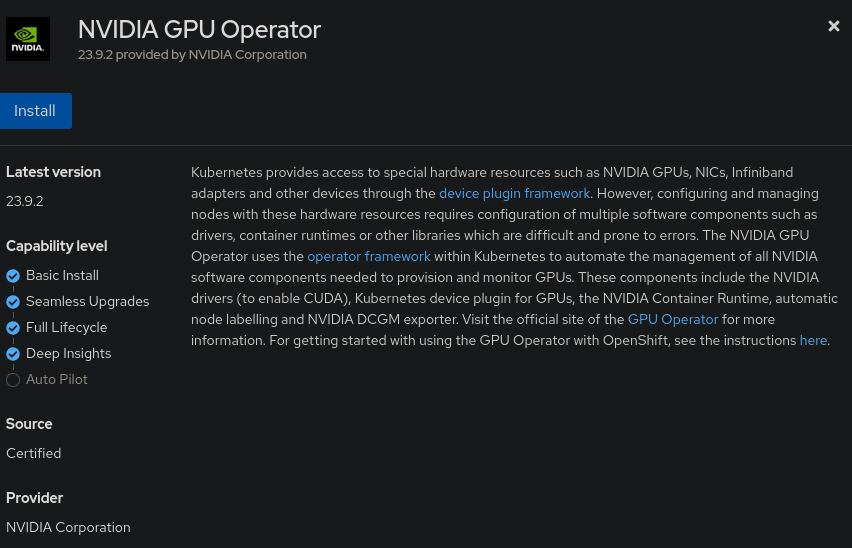 NVIDIA.
NVIDIA GPU Operator
23.9.2 provided by NVIDIA Corporation
Install
Latest version
23.9.2
Capability level
Basic Install
Seamless Upgrades
Full Lifecycle
Deep Insights
Auto Pilot
Source
Certified
Provider
NVIDIA Corporation
Kubernetes provides access to special hardware resources such as NVIDIA GPUs, NICs, Infiniband
adapters and other devices through the device plugin framework. However, configuring and managing
nodes with these hardware resources requires configuration of multiple software components such as
drivers, container runtimes or other libraries which are difficult and prone to errors. The NVIDIA GPU
Operator uses the operator framework within Kubernetes to automate the management of all NVIDIA
software components needed to provision and monitor GPUs. These components include the NVIDIA
drivers (to enable CUDA), Kubernetes device plugin for GPUs, the NVIDIA Container Runtime, automatic
node labelling and NVIDIA DCGM exporter. Visit the official site of the GPU Operator for more
information. For getting started with using the GPU Operator with OpenShift, see the instructions here.